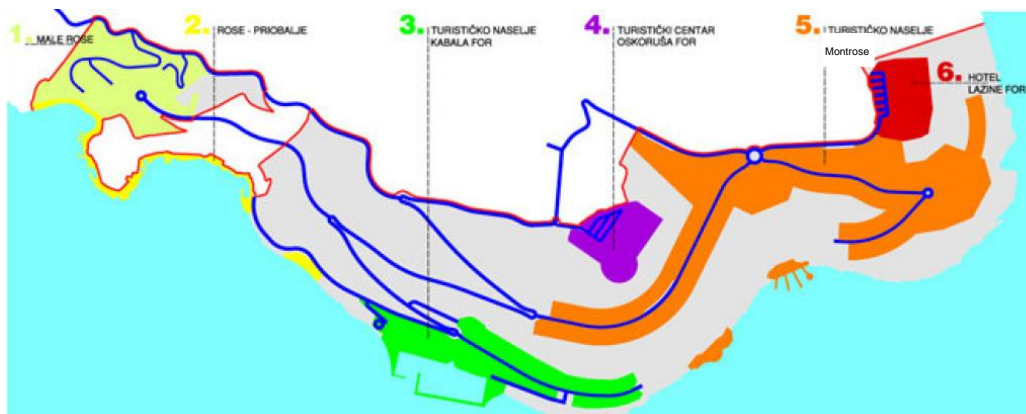 1. MALE ROSE
2. ROSE - PRIOBALJE
3. TURISTIČKO NASELJE
KABALA FOR
4. TURISTIČKI CENTAR
OSKORUŠA FOR
5. TURISTIČKO NASELJE
Montrose
6. HOTEL
LAZINE FOR